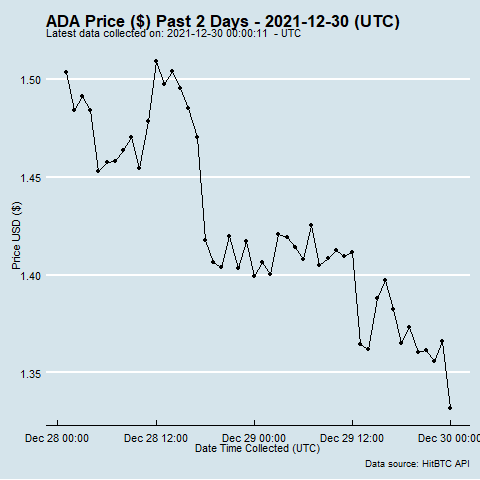 ADA Price ($) Past 2 Days - 2021-12-30 (UTC)
Latest data collected on: 2021-12-30 00:00:11 - UTC
1.50
1.45
Price USD ($)
1.40
1.35
Dec 28 00:00 Dec 28 12:00 Dec 29 00:00 Dec 29 12:00 Dec 30 00:00
Date Time Collected (UTC)
Data source: HitBTC API